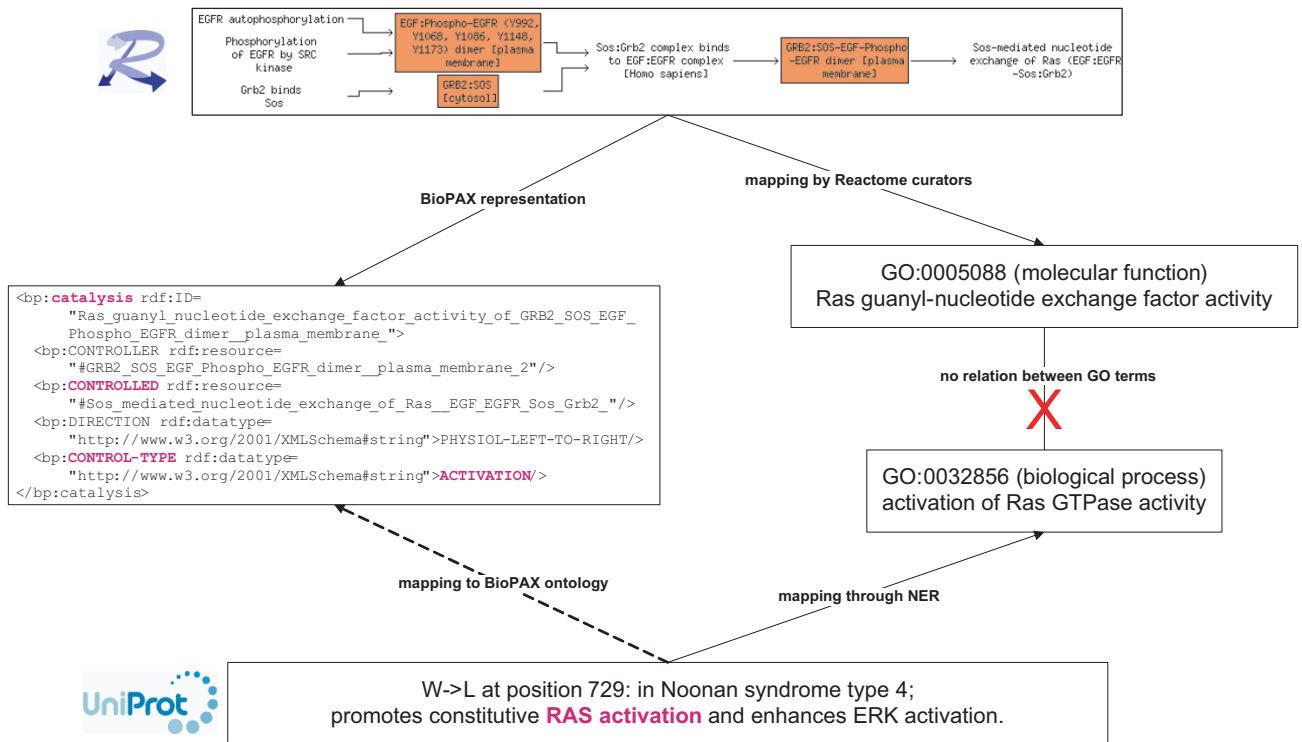 EGFR autophosphorylation
Phosphorylation
of EGFR by SRC
kinase
Grb2 binds
Sos
EGF:Phospho-EGFR (Y992,
Y1068, Y1086, Y1148,
Y1173) dimer [plasma
membrane]
GRB2:SOS
[cytosol]
Sos:Grb2 complex binds
to EGF:EGFR complex
[Homo sapiens]
GRB2:SOS-EGF-Phospho
-EGFR dimer [plasma
membrane]
Sos-mediated nucleotide
exchange of Ras (EGF:EGFR
-Sos:Grb2)
R
BioPAX representation
mapping by Reactome curators
<bp:catalysis rdf:ID=
"Ras_guanyl_nucleotide_exchange_factor_activity_of_GRB2_SOS_EGF_
Phospho_EGFR_dimer__plasma_membrane_">
<bp:CONTROLLER rdf:resource=
"#GRB2_SOS_EGF_Phospho_EGFR_dimer__plasma_membrane_2"/>
<bp:CONTROLLED rdf:resource=
"#Sos_mediated_nucleotide_exchange_of_Ras__EGF_EGFR_Sos_Grb2_"/>
<bp:DIRECTION rdf:datatype=
"http://www.w3.org/2001/XMLSchema#string">PHYSIOL-LEFT-TO-RIGHT/>
<bp:CONTROL-TYPE rdf:datatype=
"http://www.w3.org/2001/XMLSchema#string">ACTIVATION/>
</bp:catalysis>
GO:0005088 (molecular function)
Ras guanyl-nucleotide exchange factor activity
no relation between GO terms
X
GO:0032856 (biological process)
activation of Ras GTPase activity
mapping to BioPAX ontology
mapping through NER
UniProt
W->L at position 729: in Noonan syndrome type 4;
promotes constitutive RAS activation and enhances ERK activation.